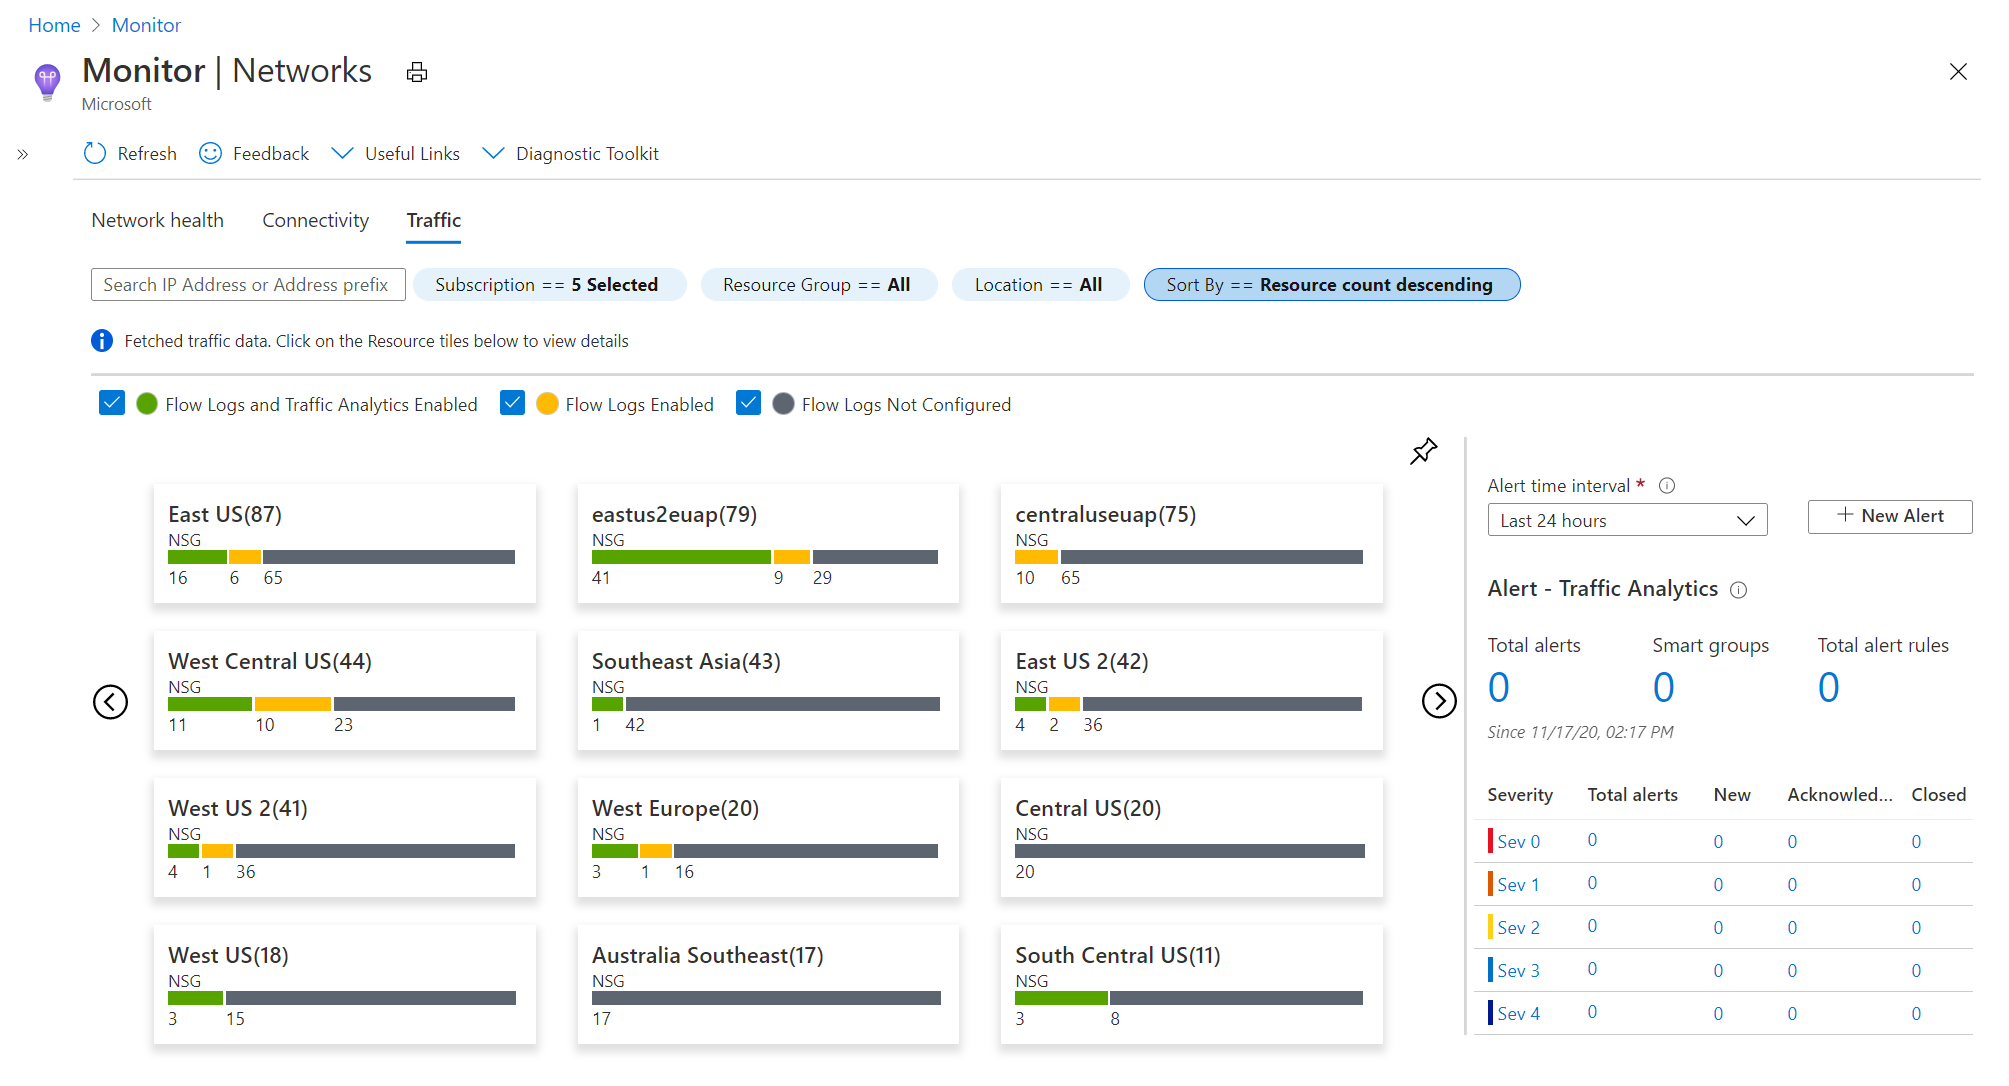 Home > Monitor
Monitor | Networks
Microsoft
» Refresh Feedback Useful Links Diagnostic Toolkit
Network health Connectivity Traffic
Search IP Address or Address prefix Subscription == 5 Selected Resource Group == All Location == All Sort By == Resource count descending
Fetched traffic data. Click on the Resource tiles below to view details
Flow Logs and Traffic Analytics Enabled Flow Logs Enabled Flow Logs Not Configured
East US(87)
NSG
16 6 65
eastus2euap(79)
NSG
41 9 29
centraluseuap(75)
NSG
10 65
West Central US(44)
NSG
11 10 23
Southeast Asia(43)
NSG
1 42
East US 2(42)
NSG
4 2 36
West US 2(41)
NSG
4 1 36
West Europe(20)
NSG
3 1 16
Central US(20)
NSG
20
West US(18)
NSG
3 15
Australia Southeast(17)
NSG
17
South Central US(11)
NSG
3 8
Alert time interval *
Last 24 hours
+ New Alert
Alert - Traffic Analytics
Total alerts Smart groups Total alert rules
0 0 0
Since 11/17/20, 02:17 PM
Severity Total alerts New Acknowled... Closed
Sev 0 0 0 0 0
Sev 1 0 0 0 0
Sev 2 0 0 0 0
Sev 3 0 0 0 0
Sev 4 0 0 0 0